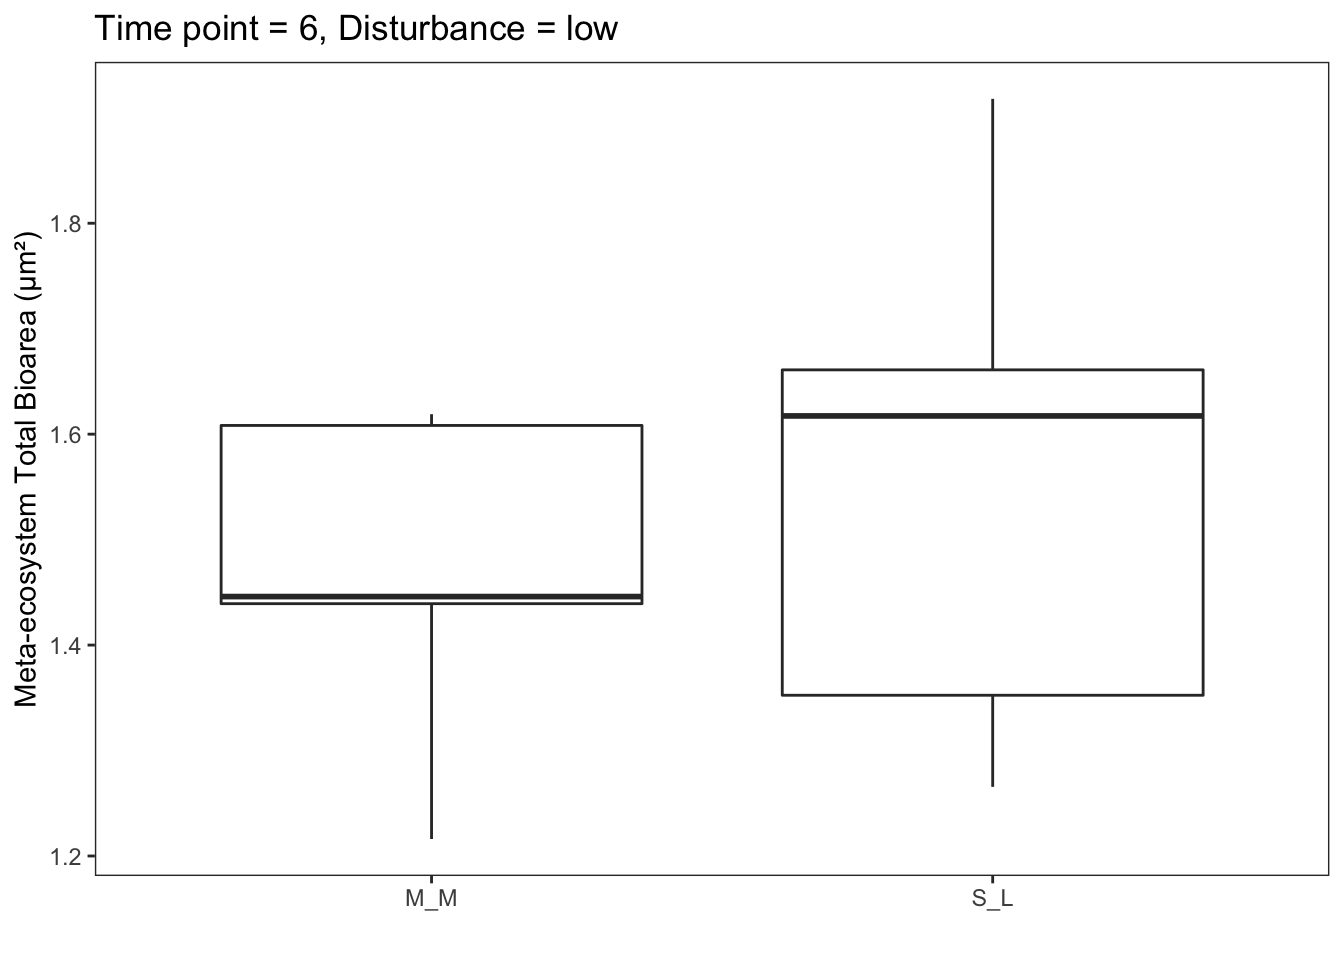 Time point = 6, Disturbance = low
Meta-ecosystem Total Bioarea (μm²)
1.8
1.6
1.4
1.2
M_M
S_L